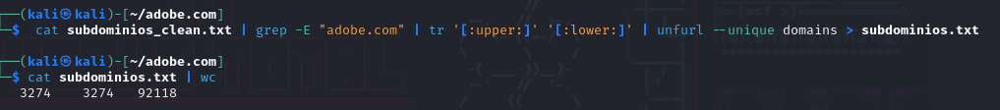 ┌──(kali㉿kali)-[~/adobe.com]
└─$ cat subdominios_clean.txt | grep -E "adobe.com" | tr '[:upper:]' '[:lower:]' | unfurl --unique domains > subdominios.txt
┌──(kali㉿kali)-[~/adobe.com]
└─$ cat subdominios.txt | wc
3274 3274 92118